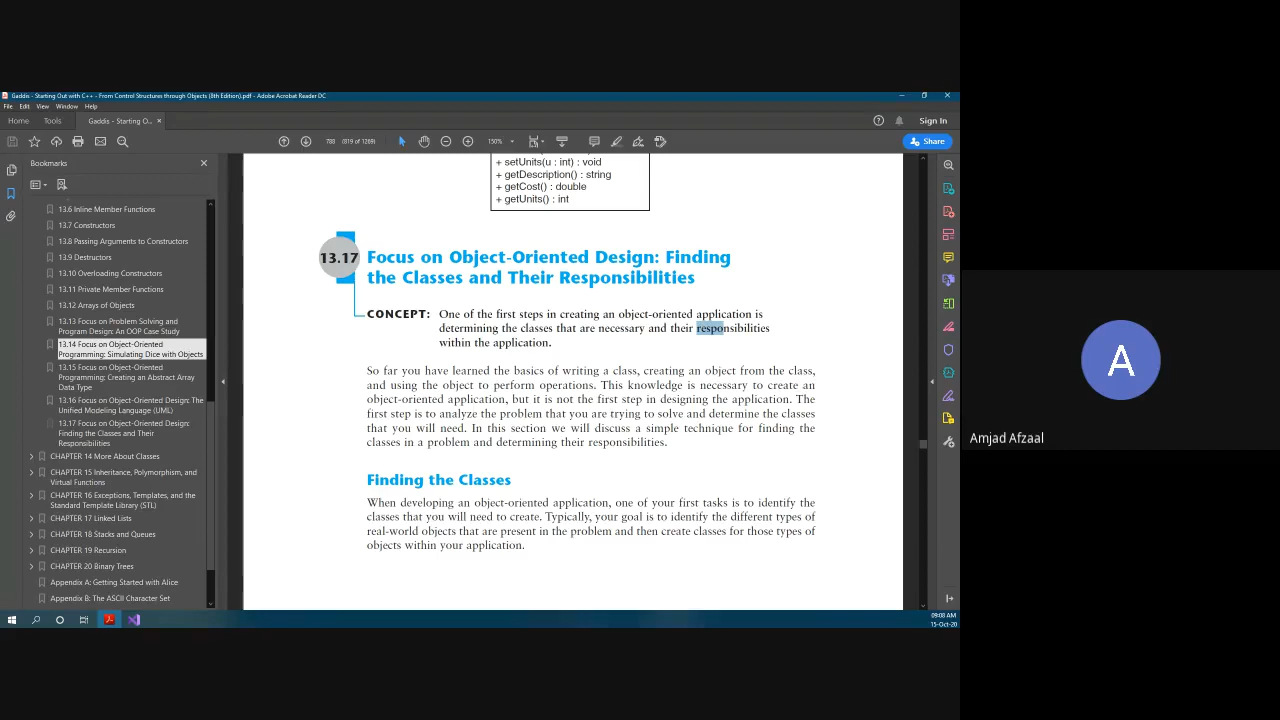 Gaddis - Starting Out with C++ - From Control Structures through Objects (8th Edition).pdf - Adobe Acrobat Reader DC
File Edit View Window Help
Home Tools Gaddis - Starting O... × Sign In
788 (819 of 1269) 150% Share
Bookmarks
13.6 Inline Member Functions
13.7 Constructors
13.8 Passing Arguments to Constructors
13.9 Destructors
13.10 Overloading Constructors
13.11 Private Member Functions
13.12 Arrays of Objects
13.13 Focus on Problem Solving and
Program Design: An OOP Case Study
13.14 Focus on Object-Oriented
Programming: Simulating Dice with Objects
13.15 Focus on Object-Oriented
Programming: Creating an Abstract Array
Data Type
13.16 Focus on Object-Oriented Design: The
Unified Modeling Language (UML)
13.17 Focus on Object-Oriented Design:
Finding the Classes and Their
Responsibilities
CHAPTER 14 More About Classes
CHAPTER 15 Inheritance, Polymorphism, and
Virtual Functions
CHAPTER 16 Exceptions, Templates, and the
Standard Template Library (STL)
CHAPTER 17 Linked Lists
CHAPTER 18 Stacks and Queues
CHAPTER 19 Recursion
CHAPTER 20 Binary Trees
Appendix A: Getting Started with Alice
Appendix B: The ASCII Character Set
+ setUnits(u : int) : void
+ getDescription() : string
+ getCost() : double
+ getUnits() : int
13.17 Focus on Object-Oriented Design: Finding
the Classes and Their Responsibilities
CONCEPT: One of the first steps in creating an object-oriented application is
determining the classes that are necessary and their responsibilities
within the application.
So far you have learned the basics of writing a class, creating an object from the class,
and using the object to perform operations. This knowledge is necessary to create an
object-oriented application, but it is not the first step in designing the application. The
first step is to analyze the problem that you are trying to solve and determine the classes
that you will need. In this section we will discuss a simple technique for finding the
classes in a problem and determining their responsibilities.
Finding the Classes
When developing an object-oriented application, one of your first tasks is to identify the
classes that you will need to create. Typically, your goal is to identify the different types of
real-world objects that are present in the problem and then create classes for those types of
objects within your application.
09:08 AM
15-Oct-20
A
Amjad Afzaal